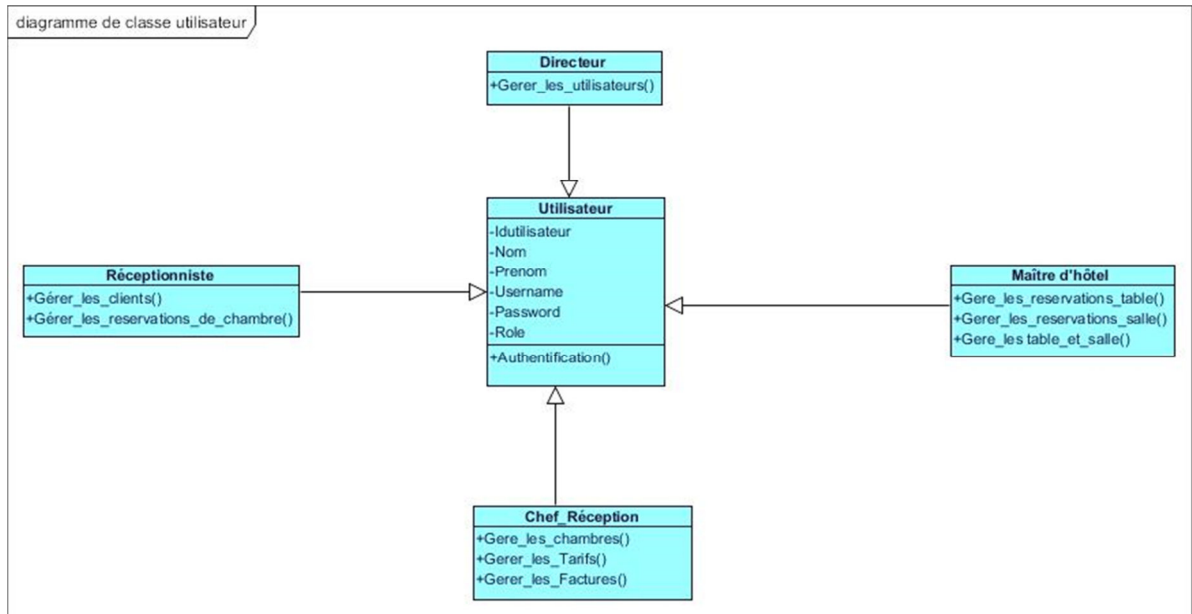 diagramme de classe utilisateur
Directeur
+Gerer_les_utilisateurs()
Utilisateur
-Idutilisateur
-Nom
-Prenom
-Username
-Password
-Role
+Authentification()
Réceptionniste
+Gérer_les_clients()
+Gérer_les_reservations_de_chambre()
Maître d'hôtel
+Gere_les_reservations_table()
+Gerer_les_reservations_salle()
+Gere_les table_et_salle()
Chef_Réception
+Gere_les_chambres()
+Gerer_les_Tarifs()
+Gerer_les_Factures()